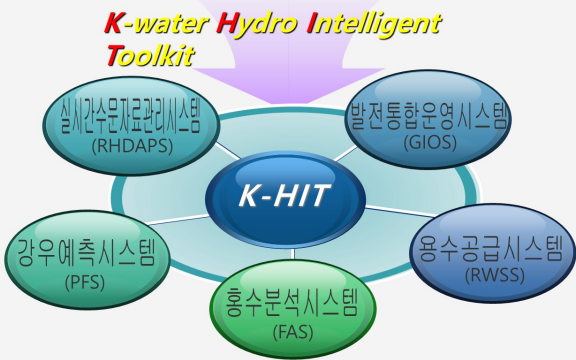 K-water Hydro Intelligent
Toolkit
실시간수문자료관리시스템
(RHDAPS)
발전통합운영시스템
(GIOS)
K-HIT
강우예측시스템
(PFS)
용수공급시스템
(RWSS)
홍수분석시스템
(FAS)